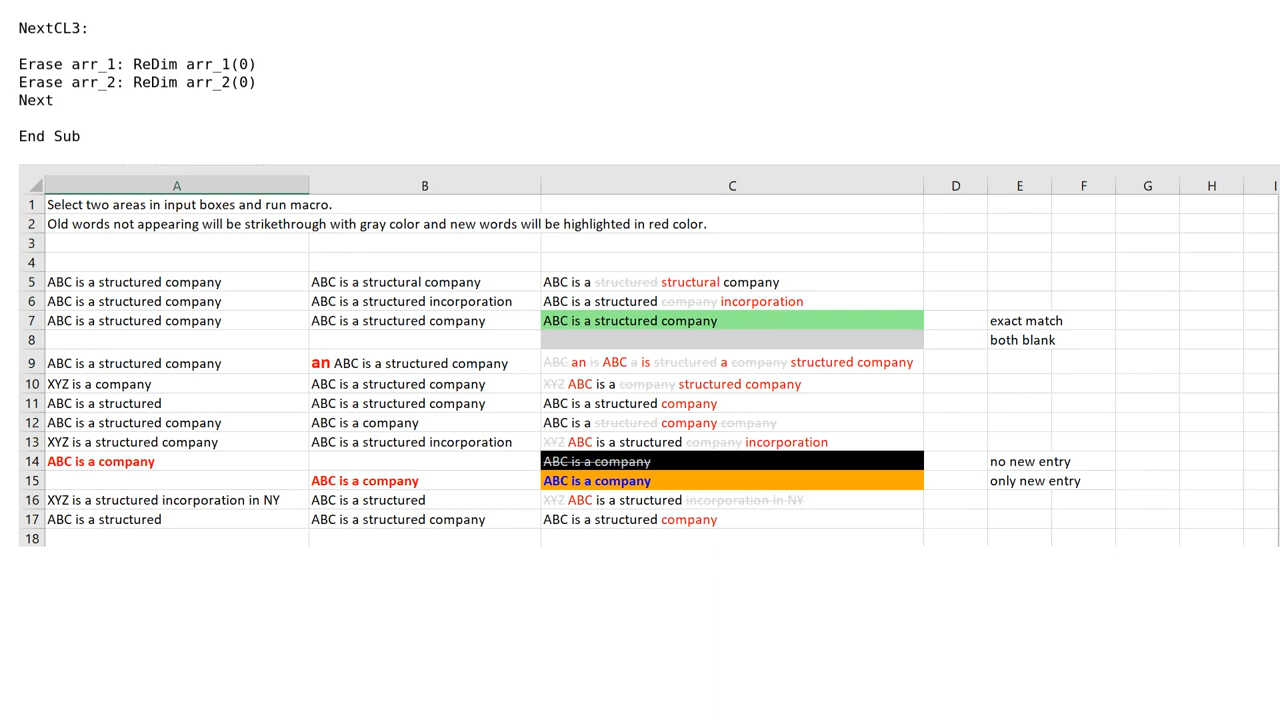 NextCL3:
Erase arr_1: ReDim arr_1(0)
Erase arr_2: ReDim arr_2(0)
Next
End Sub
A B C D E F G H I
1 Select two areas in input boxes and run macro.
2 Old words not appearing will be strikethrough with gray color and new words will be highlighted in red color.
3
4
5 ABC is a structured company ABC is a structural company ABC is a structured structural company
6 ABC is a structured company ABC is a structured incorporation ABC is a structured company incorporation
7 ABC is a structured company ABC is a structured company ABC is a structured company exact match
8 both blank
9 ABC is a structured company an ABC is a structured company ABC an is ABC a is structured a company structured company
10 XYZ is a company ABC is a structured company XYZ ABC is a company structured company
11 ABC is a structured ABC is a structured company ABC is a structured company
12 ABC is a structured company ABC is a company ABC is a structured company company
13 XYZ is a structured company ABC is a structured incorporation XYZ ABC is a structured company incorporation
14 ABC is a company ABC is a company no new entry
15 ABC is a company ABC is a company only new entry
16 XYZ is a structured incorporation in NY ABC is a structured XYZ ABC is a structured incorporation in NY
17 ABC is a structured ABC is a structured company ABC is a structured company
18